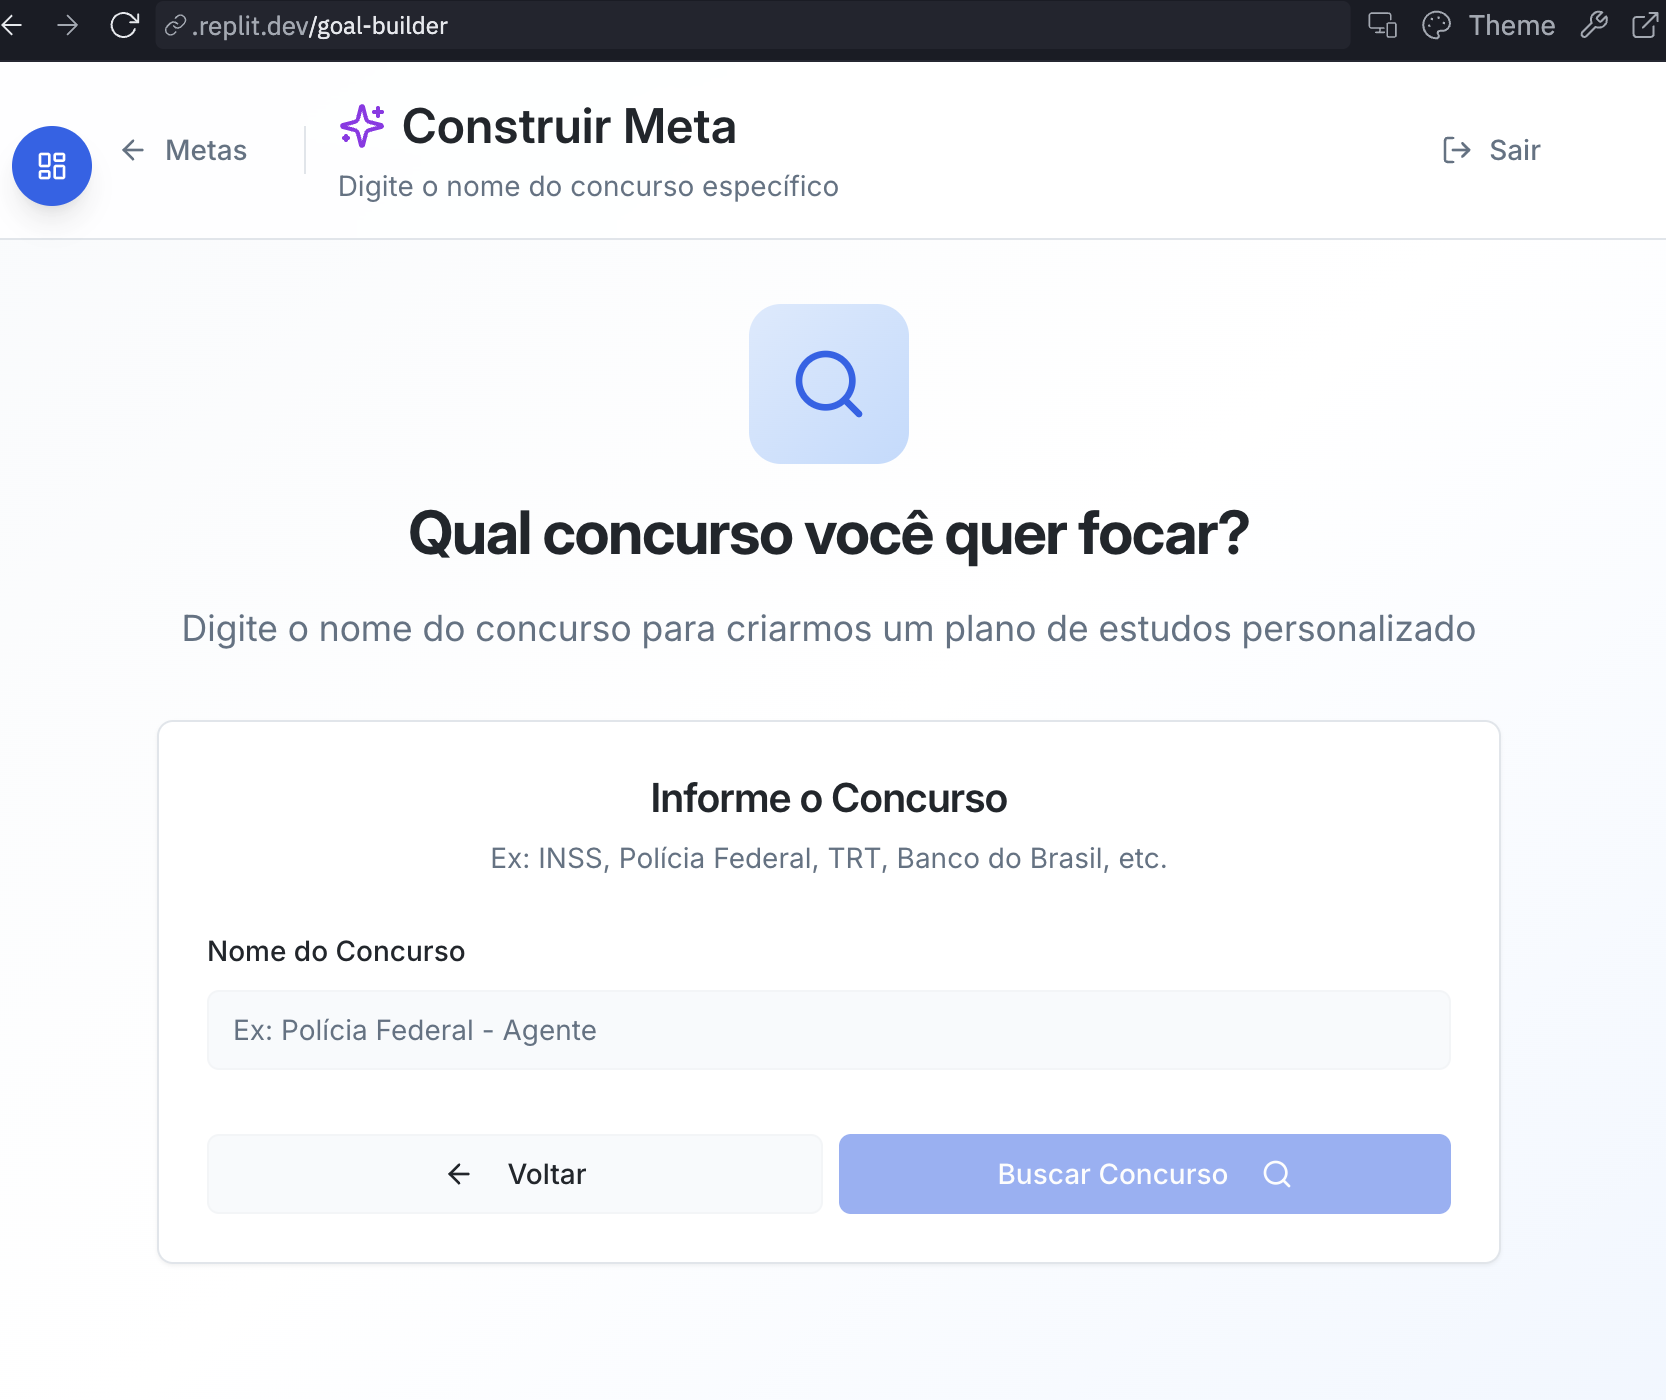 .replit.dev/goal-builder
Theme
Metas
Construir Meta
Digite o nome do concurso específico
Sair
Qual concurso você quer focar?
Digite o nome do concurso para criarmos um plano de estudos personalizado
Informe o Concurso
Ex: INSS, Polícia Federal, TRT, Banco do Brasil, etc.
Nome do Concurso
Ex: Polícia Federal - Agente
Voltar
Buscar Concurso